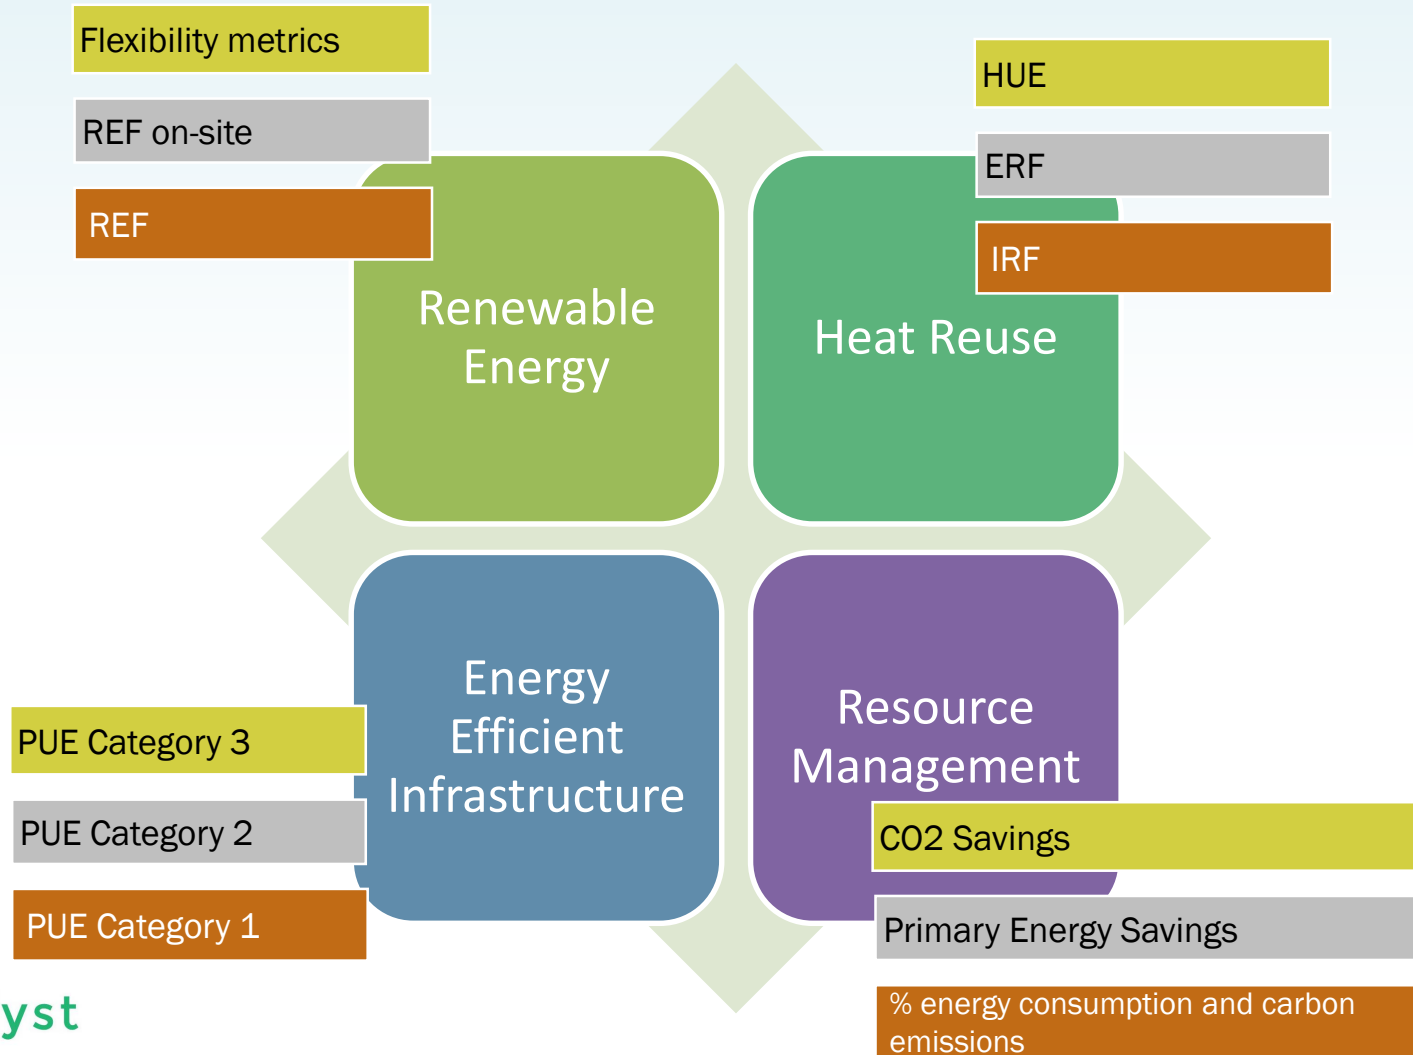 Flexibility metrics
REF on-site
REF
Renewable
Energy
HUE
ERF
IRF
Heat Reuse
Energy
Efficient
Infrastructure
PUE Category 3
PUE Category 2
PUE Category 1
Resource
Management
CO2 Savings
Primary Energy Savings
% energy consumption and carbon
emissions
yst